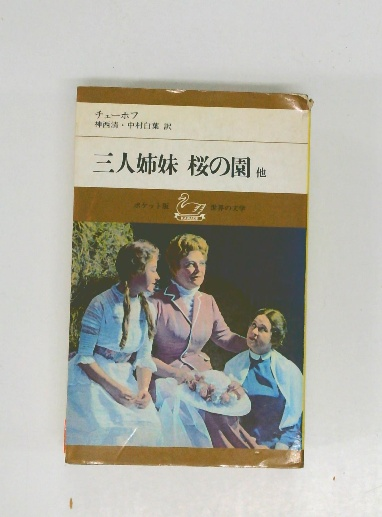 チェーホフ
神西清・中村白葉 訳
三人姉妹 桜の園 他
ポケット版 世界の文学